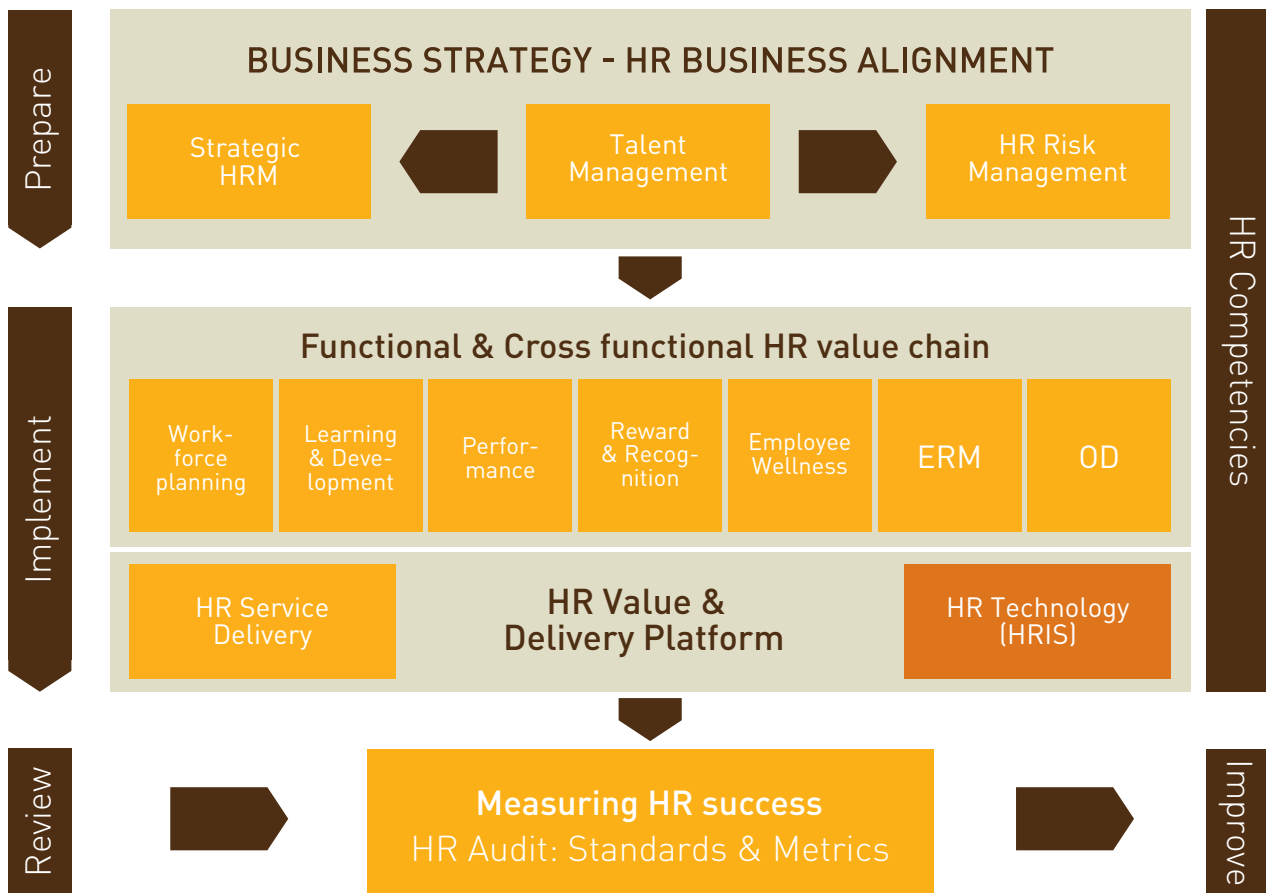 Prepare
BUSINESS STRATEGY - HR BUSINESS ALIGNMENT
Strategic
HRM
Talent
Management
HR Risk
Management
HR Competencies
Implement
Functional & Cross functional HR value chain
Work-
force
planning
Learning
& Deve-
lopment
Perfor-
mance
Reward
& Recog-
nition
Employee
Wellness
ERM
OD
HR Service
Delivery
HR Value &
Delivery Platform
HR Technology
(HRIS)
Review
Measuring HR success
HR Audit: Standards & Metrics
Improve